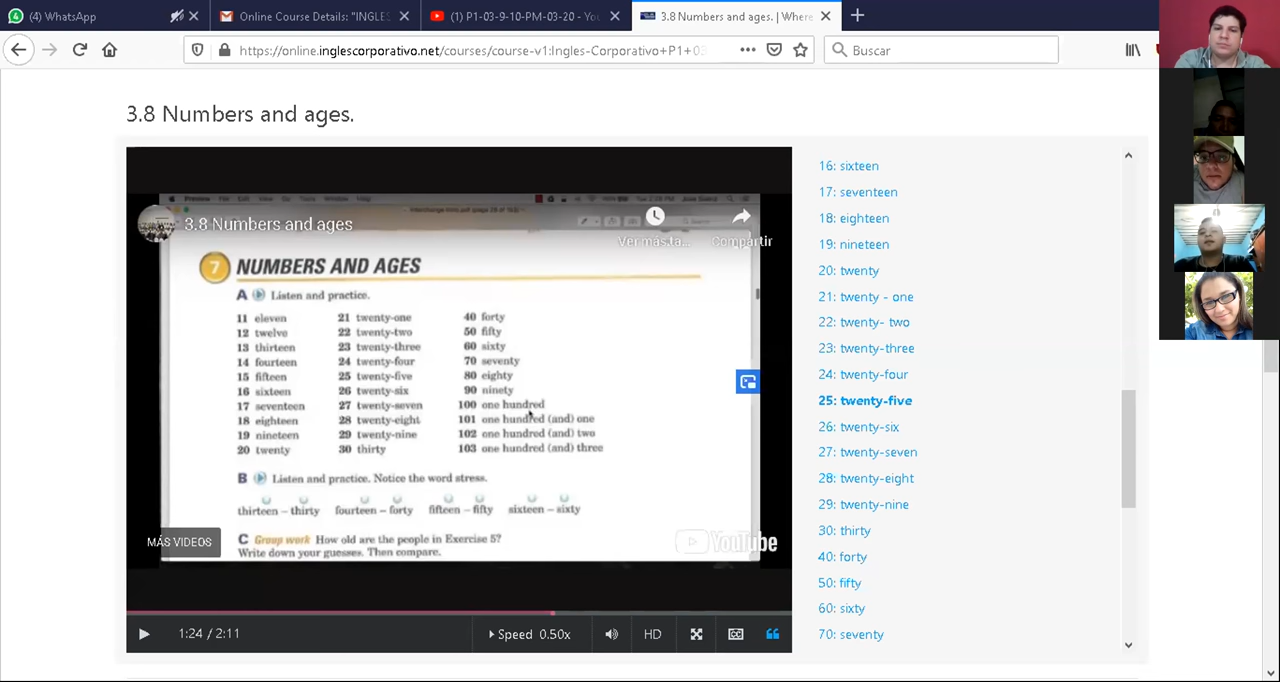 (4) WhatsApp
Online Course Details: "INGLES
(1) P1-03-9-10-PM-03-20 - You
3.8 Numbers and ages. | Where
https://online.inglescorporativo.net/courses/course-v1:Ingles-Corporativo+P1+03
Buscar
3.8 Numbers and ages.
3.8 Numbers and ages
Ver más ta...
Compartir
7 NUMBERS AND AGES
A Listen and practice.
11 eleven 21 twenty-one 40 forty
12 twelve 22 twenty-two 50 fifty
13 thirteen 23 twenty-three 60 sixty
14 fourteen 24 twenty-four 70 seventy
15 fifteen 25 twenty-five 80 eighty
16 sixteen 26 twenty-six 90 ninety
17 seventeen 27 twenty-seven 100 one hundred
18 eighteen 28 twenty-eight 101 one hundred (and) one
19 nineteen 29 twenty-nine 102 one hundred (and) two
20 twenty 30 thirty 103 one hundred (and) three
B Listen and practice. Notice the word stress.
thirteen – thirty fourteen – forty fifteen – fifty sixteen – sixty
C Group work How old are the people in Exercise 5?
Write down your guesses. Then compare.
MÁS VIDEOS
YouTube
1:24 / 2:11
Speed 0.50x
HD
16: sixteen
17: seventeen
18: eighteen
19: nineteen
20: twenty
21: twenty - one
22: twenty- two
23: twenty-three
24: twenty-four
25: twenty-five
26: twenty-six
27: twenty-seven
28: twenty-eight
29: twenty-nine
30: thirty
40: forty
50: fifty
60: sixty
70: seventy